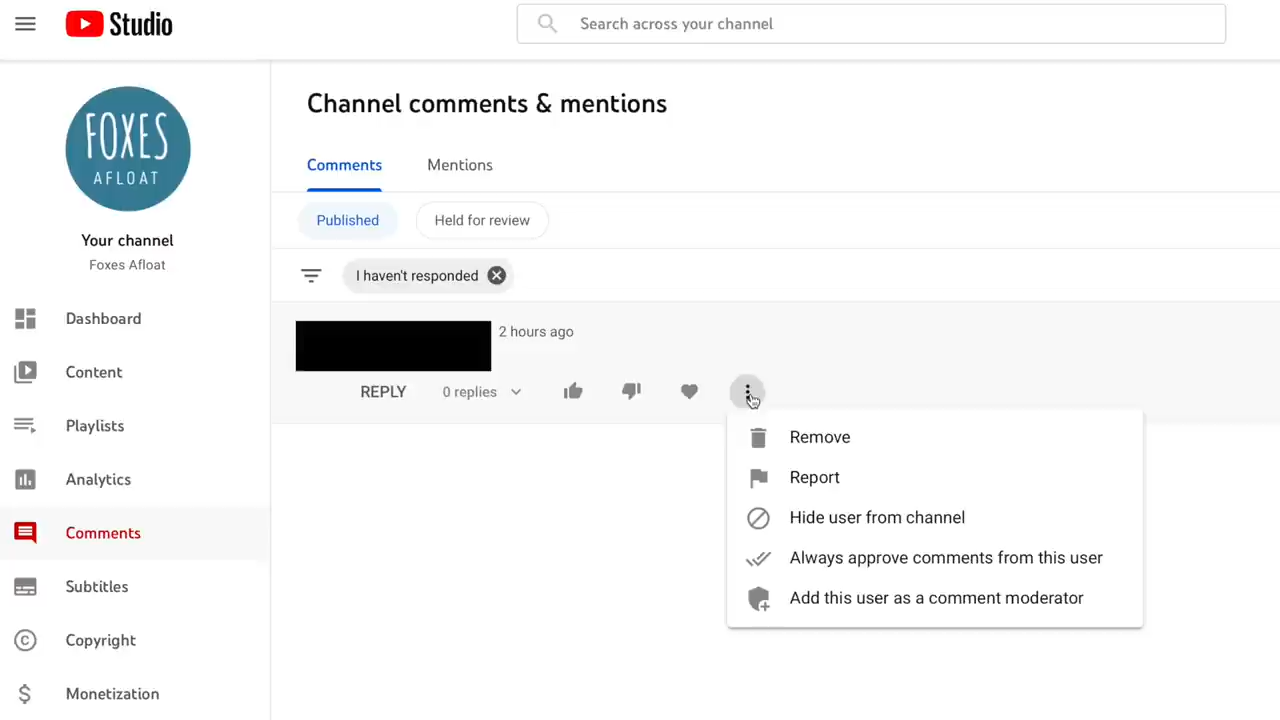 Studio
Search across your channel
FOXES
AFLOAT
Your channel
Foxes Afloat
Dashboard
Content
Playlists
Analytics
Comments
Subtitles
Copyright
Monetization
Channel comments & mentions
Comments Mentions
Published Held for review
I haven't responded
2 hours ago
REPLY 0 replies
Remove
Report
Hide user from channel
Always approve comments from this user
Add this user as a comment moderator